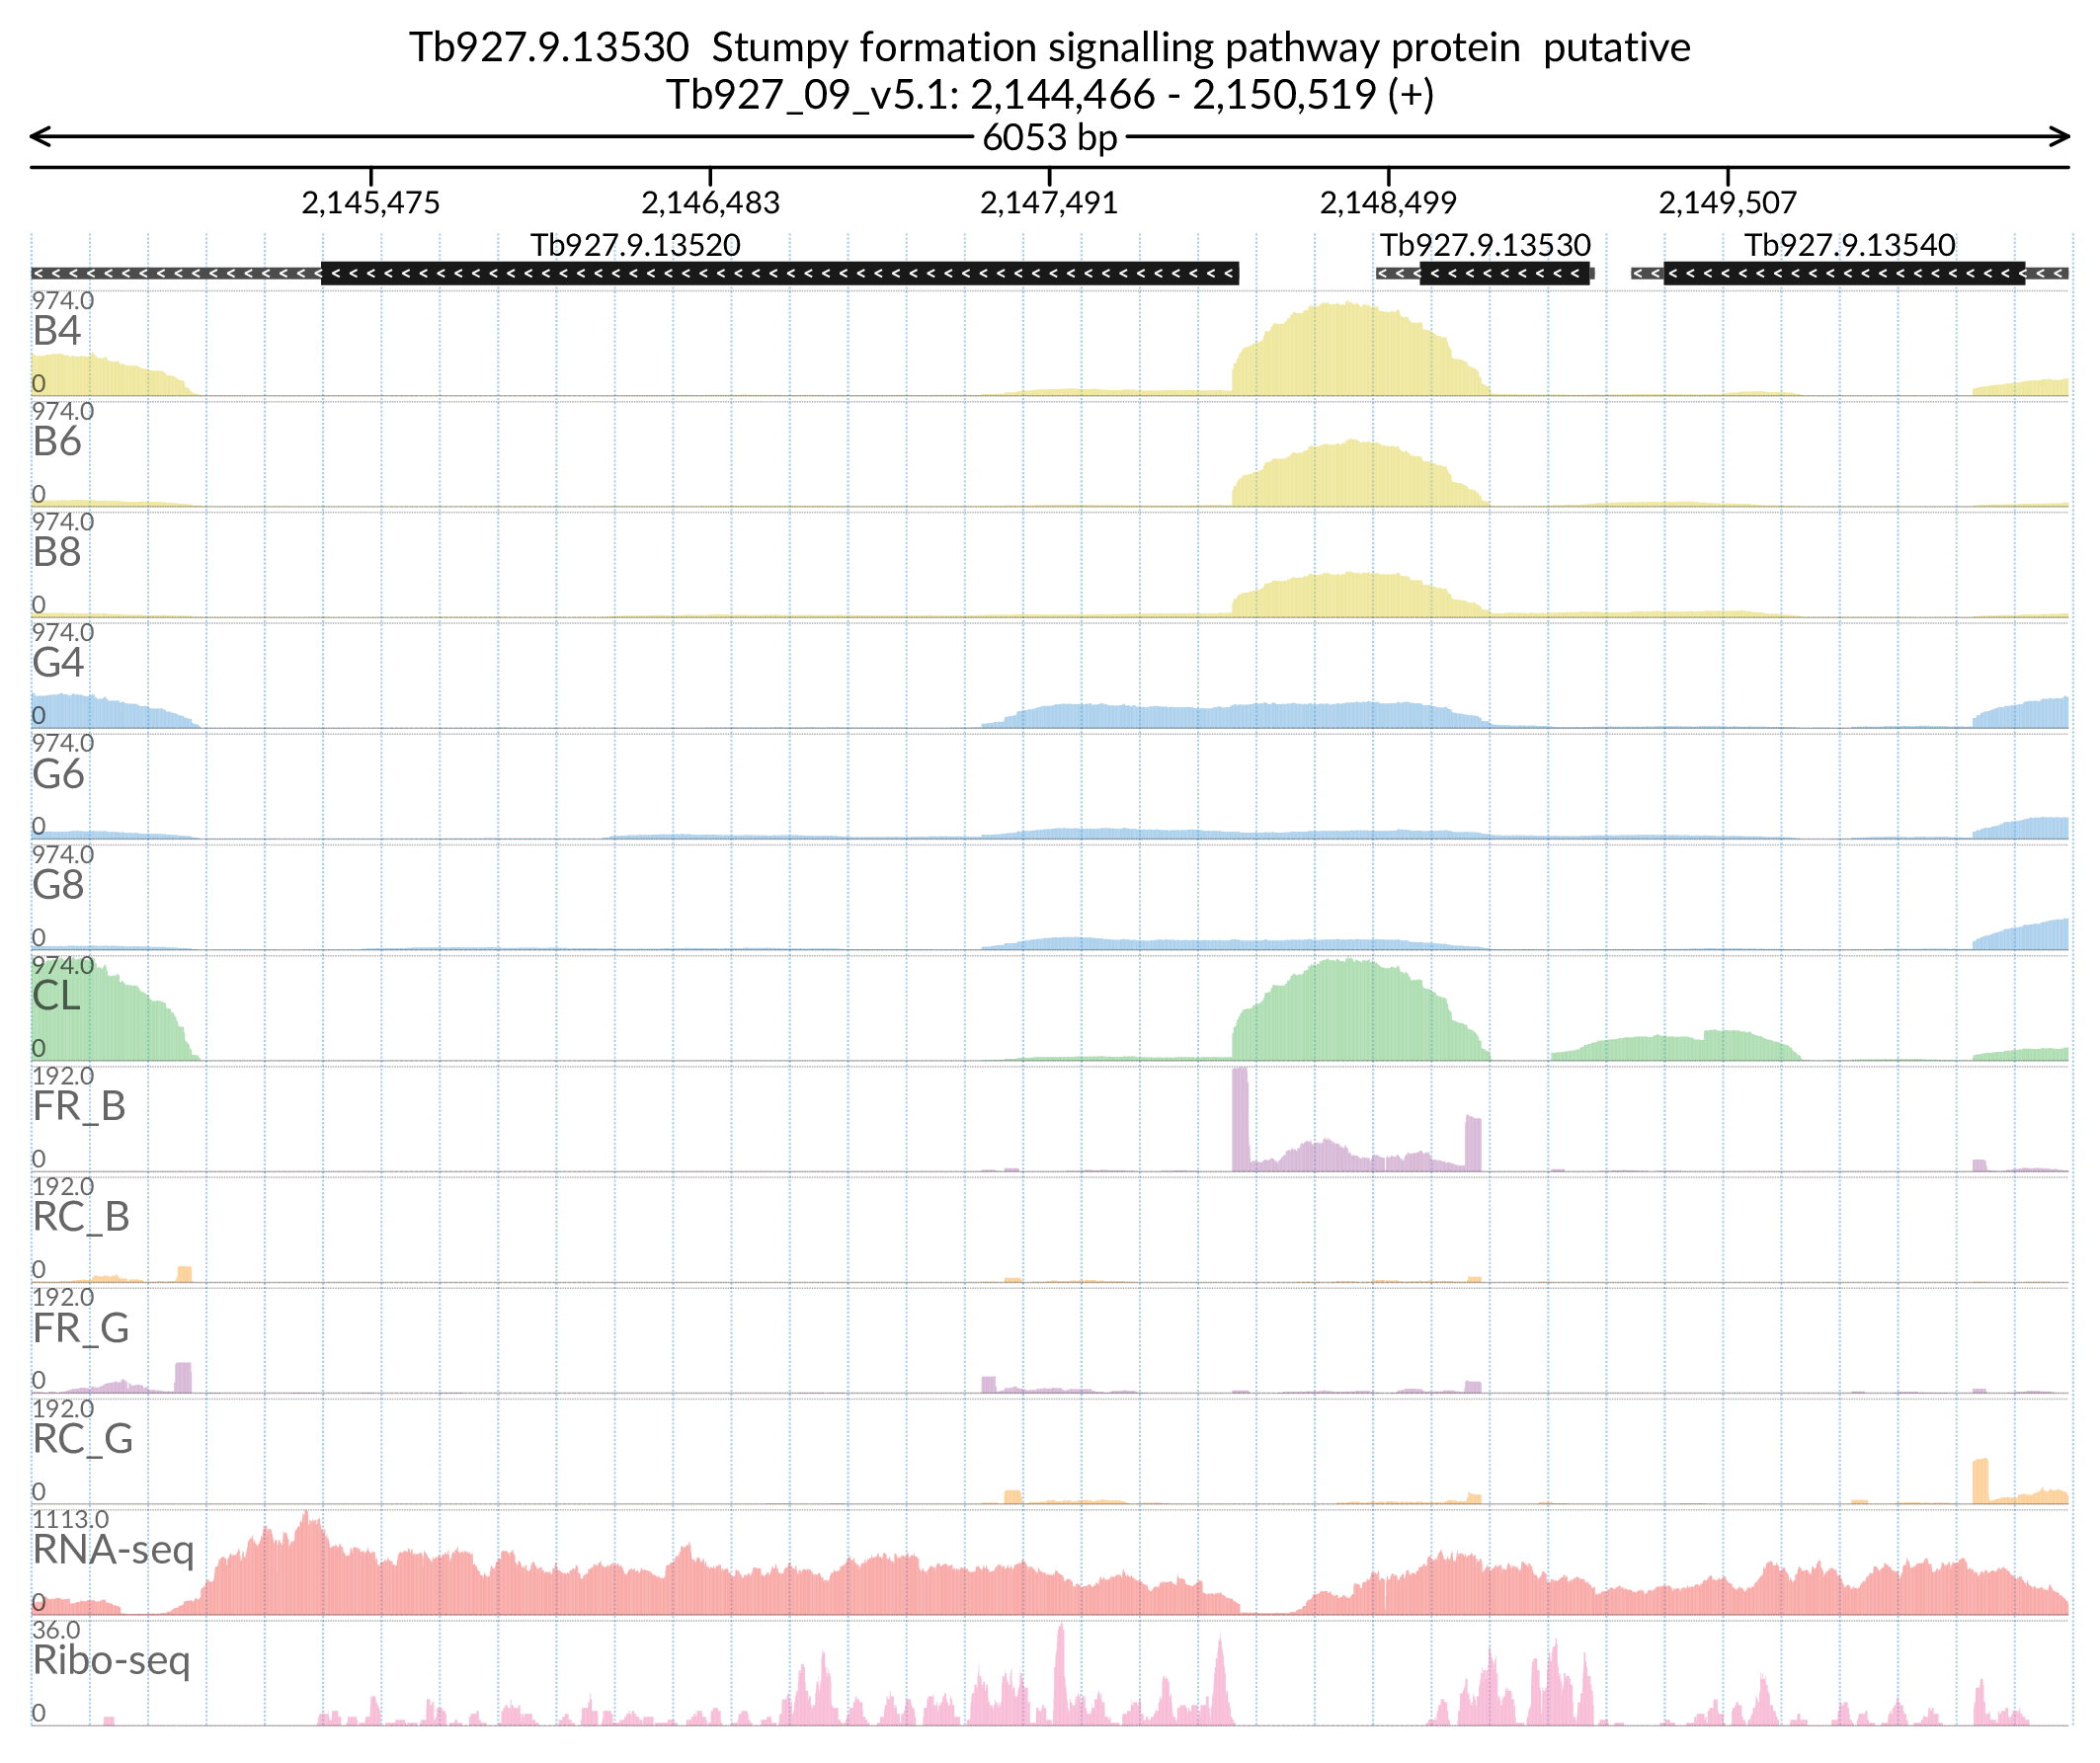 Tb927.9.13530  Stumpy formation signalling pathway protein  putative
Tb927_09_v5.1: 2,144,466 - 2,150,519 (+)
6053 bp
2,145,475 2,146,483 2,147,491 2,148,499 2,149,507
Tb927.9.13520 Tb927.9.13530 Tb927.9.13540
974.0
B4
0
974.0
B6
0
974.0
B8
0
974.0
G4
0
974.0
G6
0
974.0
G8
0
974.0
CL
0
192.0
FR_B
0
192.0
RC_B
0
192.0
FR_G
0
192.0
RC_G
0
1113.0
RNA-seq
0
36.0
Ribo-seq
0